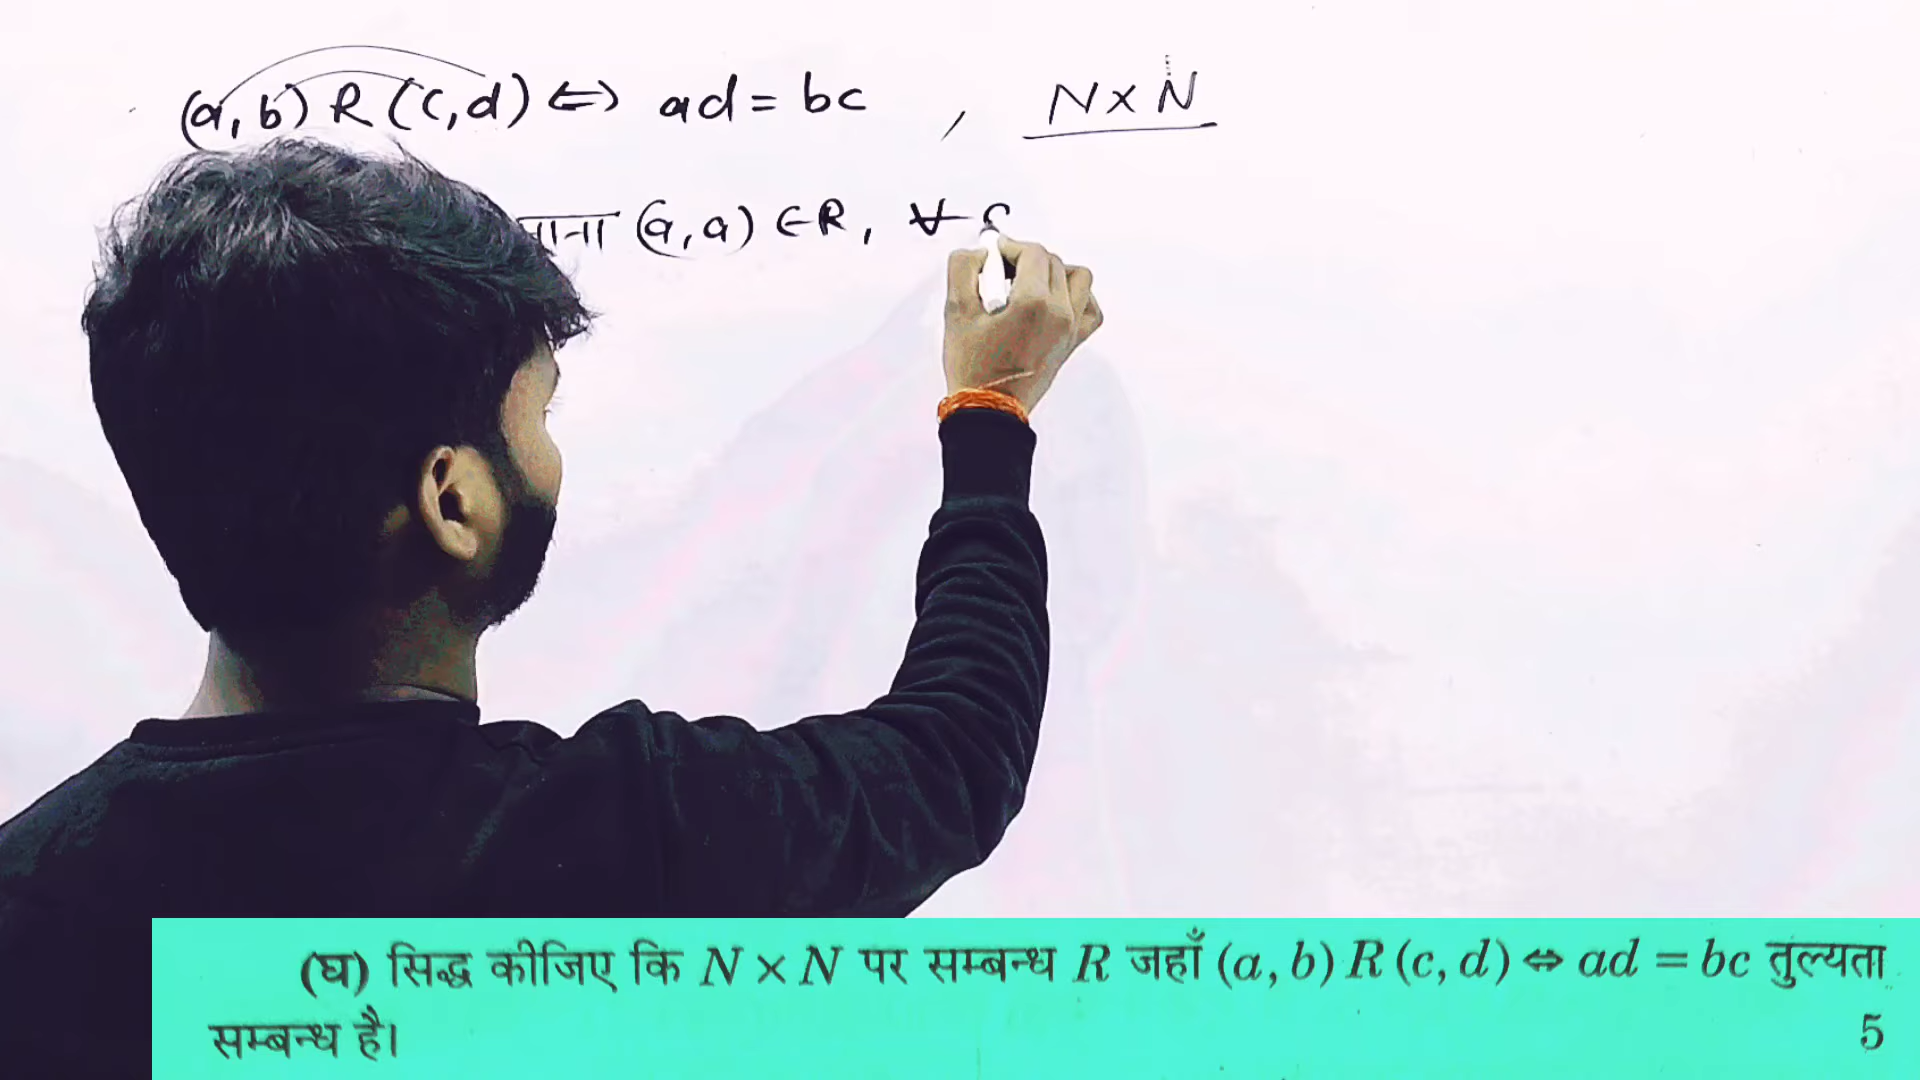 (a, b) R (c, d) ⇔ ad = bc , N × N
(a, a) ∈ R, ∀
(घ) सिद्ध कीजिए कि N × N पर सम्बन्ध R जहाँ (a, b) R (c, d) ⇔ ad = bc तुल्यता
सम्बन्ध है। 5